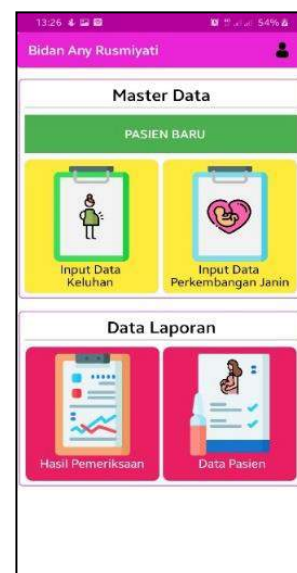 13:26
54%
Bidan Any Rusmiyati
Master Data
PASIEN BARU
Input Data
Keluhan
Input Data
Perkembangan Janin
Data Laporan
Hasil Pemeriksaan
Data Pasien